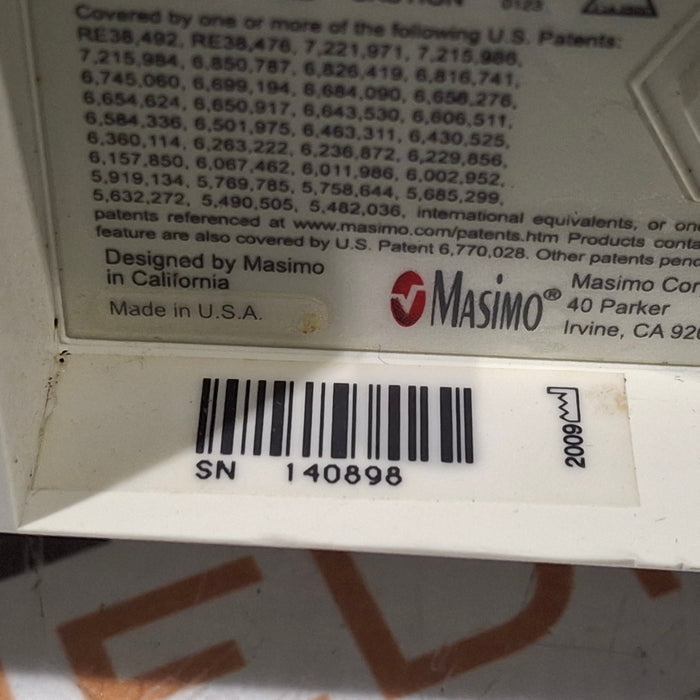 0123
Covered by one or more of the following U.S. Patents:
RE38,492, RE38,476, 7,221,971, 7,215,986,
7,215,984, 6,850,787, 6,826,419, 6,816,741,
6,745,060, 6,699,194, 6,684,090, 6,658,276,
6,654,624, 6,650,917, 6,643,530, 6,606,511,
6,584,336, 6,501,975, 6,463,311, 6,430,525,
6,360,114, 6,263,222, 6,236,872, 6,229,856,
6,157,850, 6,067,462, 6,011,986, 6,002,952,
5,919,134, 5,769,785, 5,758,644, 5,685,299,
5,632,272, 5,490,505, 5,482,036, international equivalents, or one
patents referenced at www.masimo.com/patents.htm Products conta
feature are also covered by U.S. Patent 6,770,028. Other patents pend
Designed by Masimo
in California
Made in U.S.A.
MASiMO®
Masimo Cor
40 Parker
Irvine, CA 926
SN 140898
2009